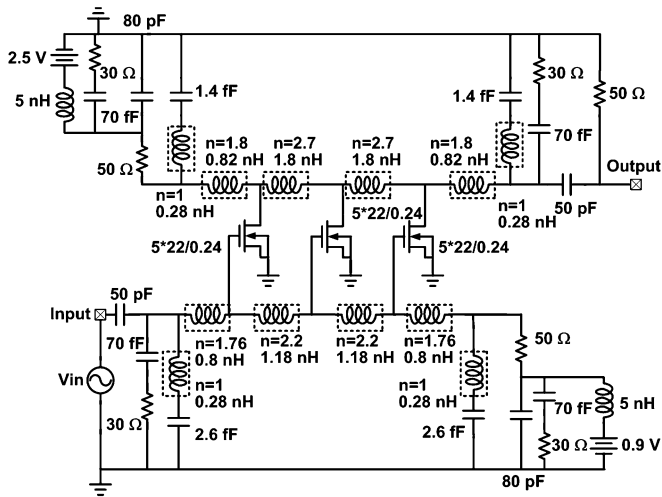 80 pF
2.5 V
30 Ω
5 nH
70 fF
1.4 fF
1.4 fF
30 Ω
50 Ω
70 fF
50 Ω
n=1.8
0.82 nH
n=2.7
1.8 nH
n=2.7
1.8 nH
n=1.8
0.82 nH
Output
n=1
0.28 nH
n=1
0.28 nH
50 pF
5*22/0.24
5*22/0.24
5*22/0.24
50 pF
Input
70 fF
n=1.76
0.8 nH
n=2.2
1.18 nH
n=2.2
1.18 nH
n=1.76
0.8 nH
50 Ω
Vin
n=1
0.28 nH
n=1
0.28 nH
70 fF
5 nH
30 Ω
2.6 fF
2.6 fF
30 Ω
0.9 V
80 pF